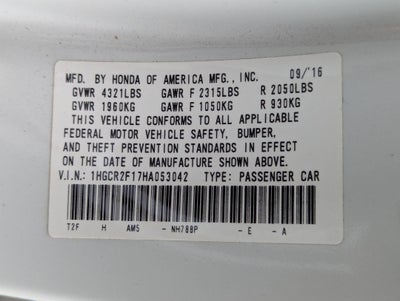 MFD. BY HONDA OF AMERICA MFG., INC. 09/'16
GVWR 4321LBS GAWR F 2315LBS R 2050LBS
GVWR 1960KG GAWR F 1050KG R 930KG
THIS VEHICLE CONFORMS TO ALL APPLICABLE
FEDERAL MOTOR VEHICLE SAFETY, BUMPER,
AND THEFT PREVENTION STANDARDS IN EFFECT
ON THE DATE OF MANUFACTURE SHOWN ABOVE.
V.I.N.: 1HGCR2F17HA053042 TYPE: PASSENGER CAR
T2F H AMS - NH788P - E - A